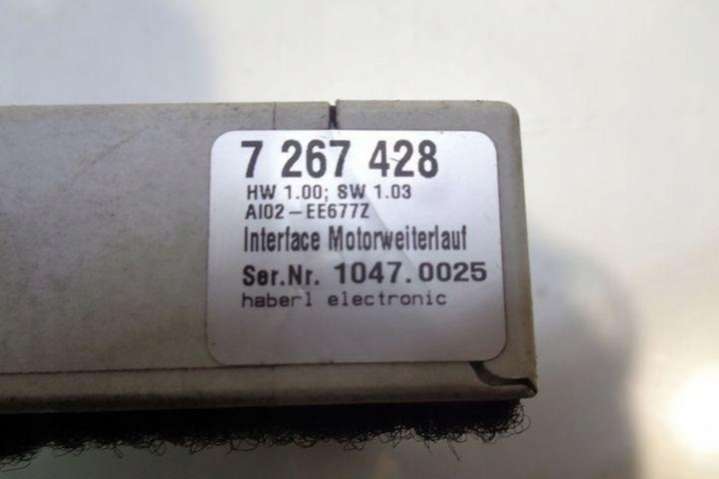 7 267 428
HW 1.00; SW 1.03
AI02-EE677Z
Interface Motorweiterlauf
Ser.Nr. 1047.0025
haberl electronic